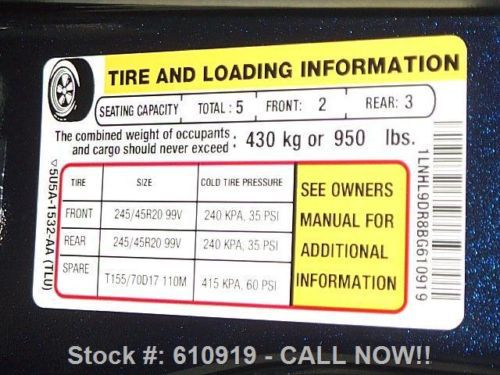 TIRE AND LOADING INFORMATION
SEATING CAPACITY TOTAL : 5 FRONT: 2 REAR: 3
The combined weight of occupants
and cargo should never exceed : 430 kg or 950 lbs.
TIRE SIZE COLD TIRE PRESSURE
FRONT 245/45R20 99V 240 KPA, 35 PSI
REAR 245/45R20 99V 240 KPA, 35 PSI
SPARE T155/70D17 110M 415 KPA, 60 PSI
SEE OWNERS
MANUAL FOR
ADDITIONAL
INFORMATION
▽5U5A-1532-AA (TLU)
1LNHL9DR8BG610919
Stock #: 610919 - CALL NOW!!